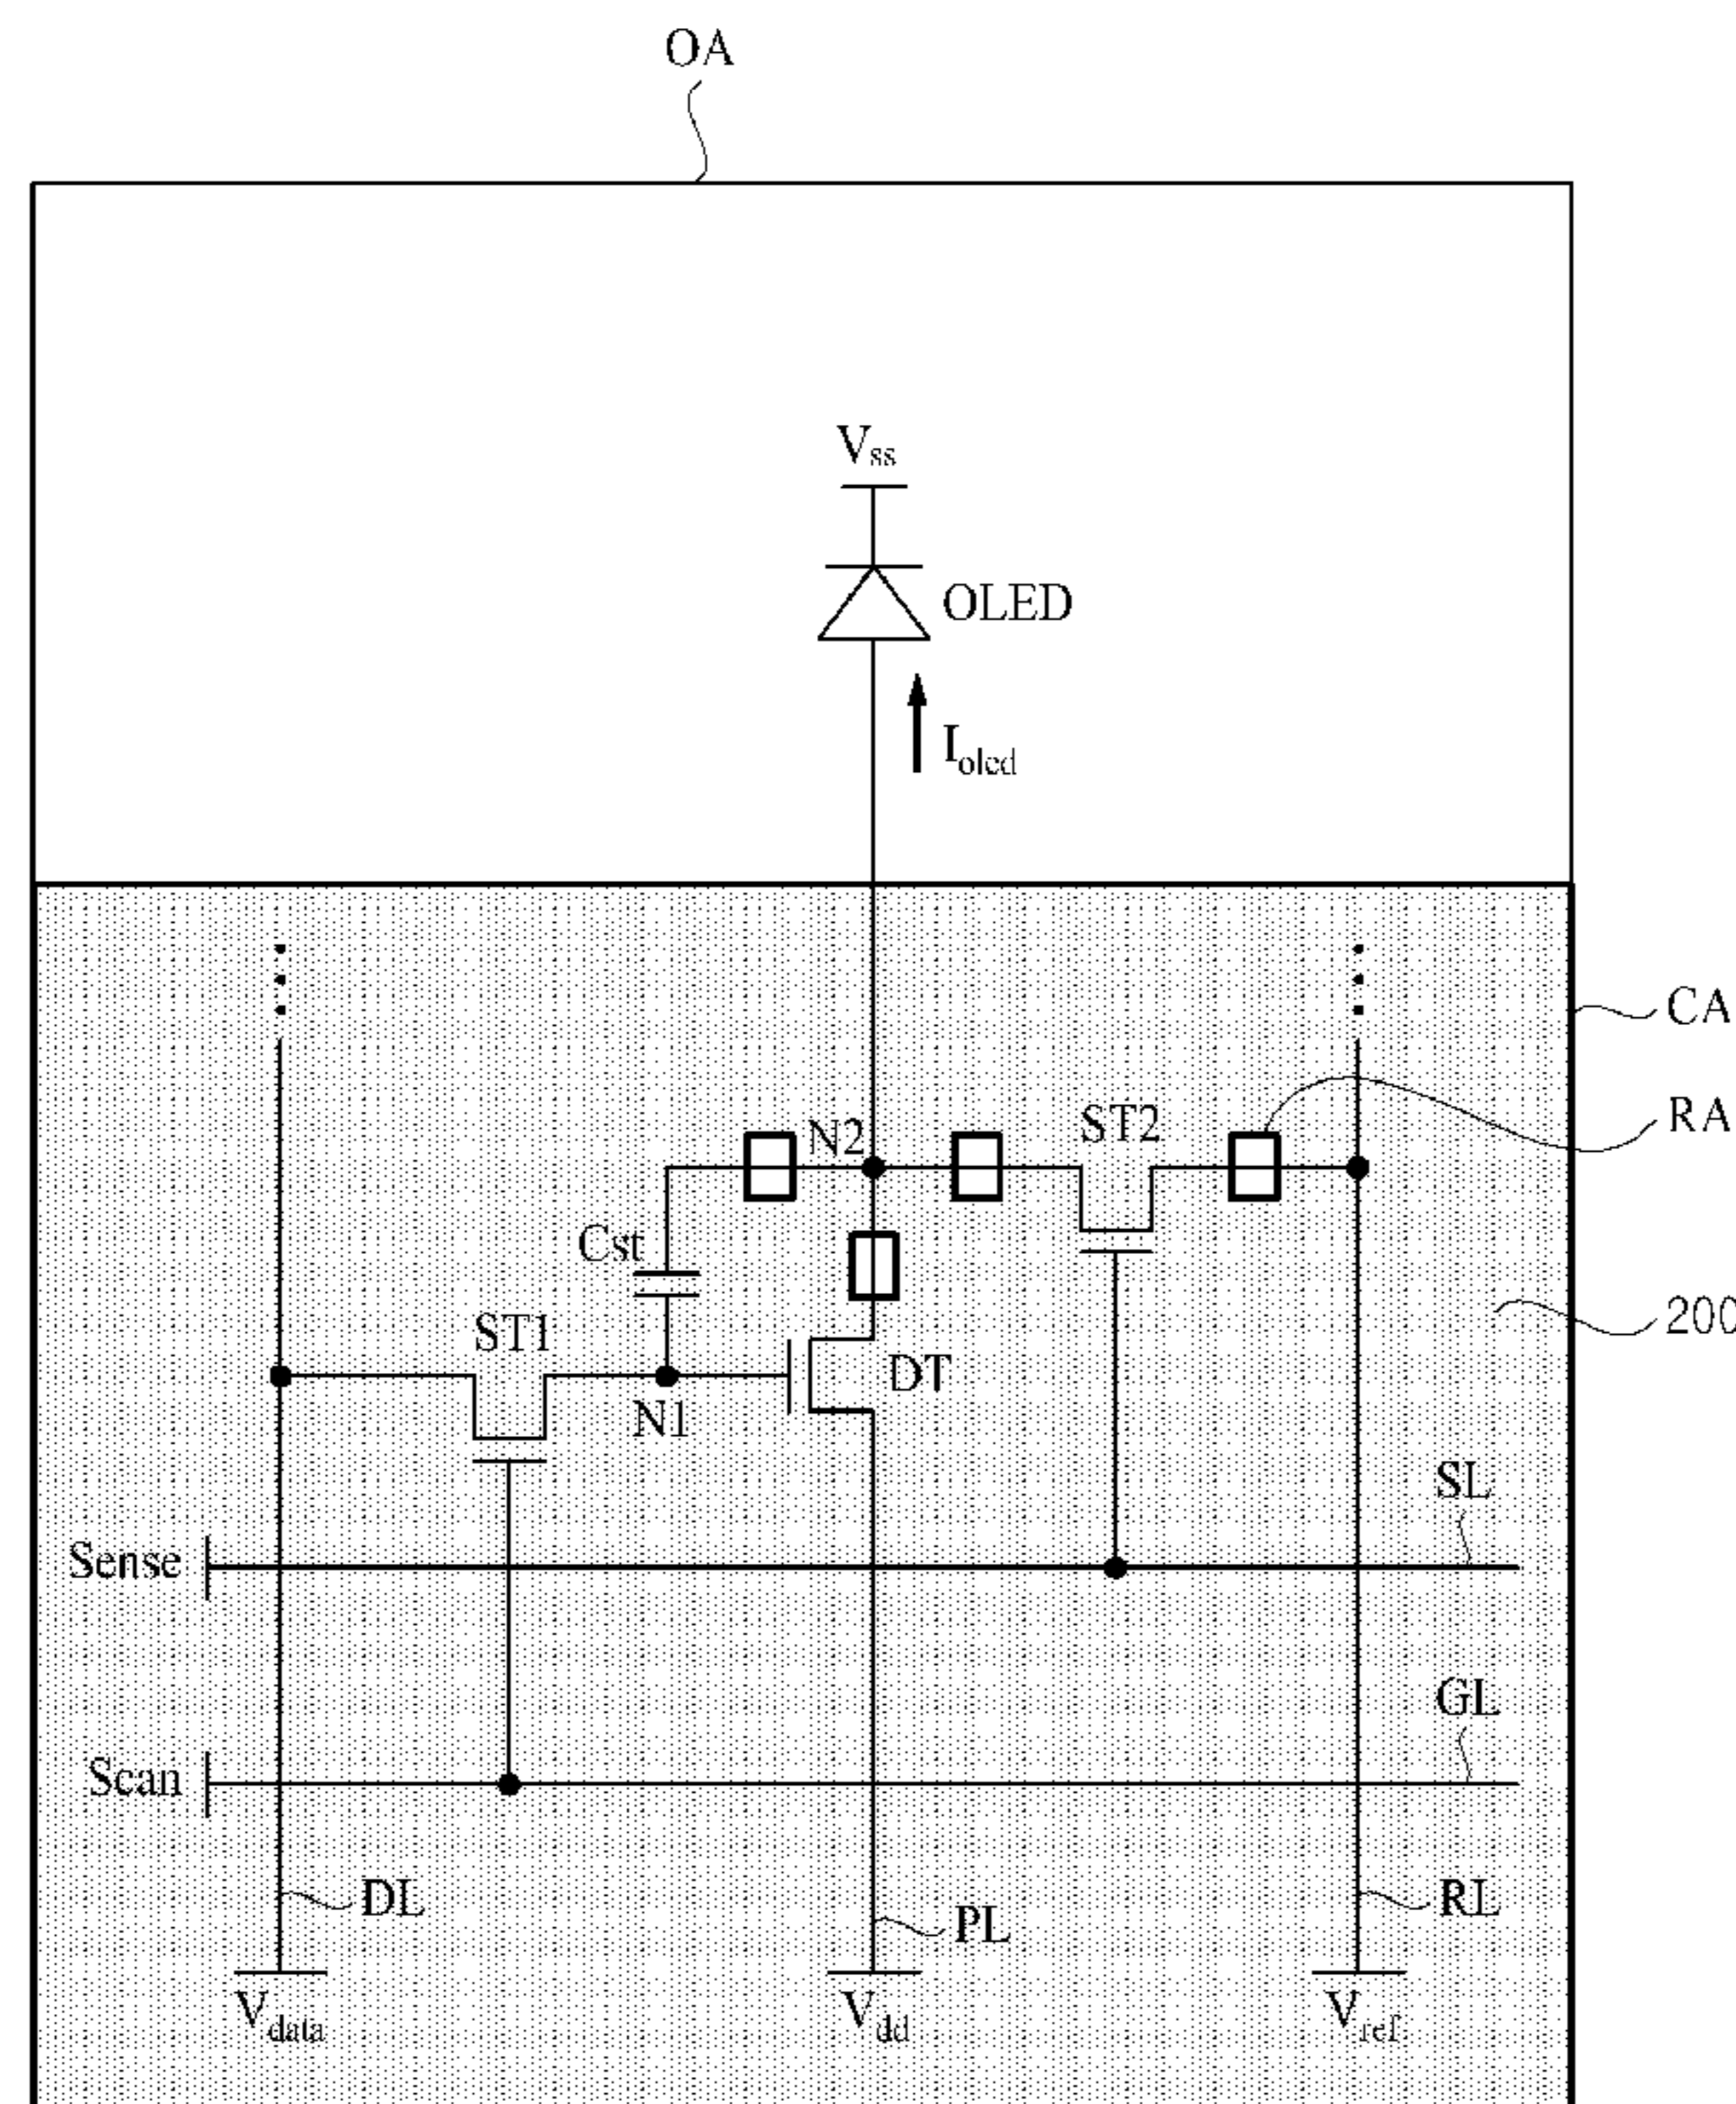 OA
Vss
OLED
Ioled
CA
N2
ST2
RA
Cst
ST1
200
DT
N1
SL
Sense
GL
Scan
DL
PL
RL
Vdata
Vdd
Vref